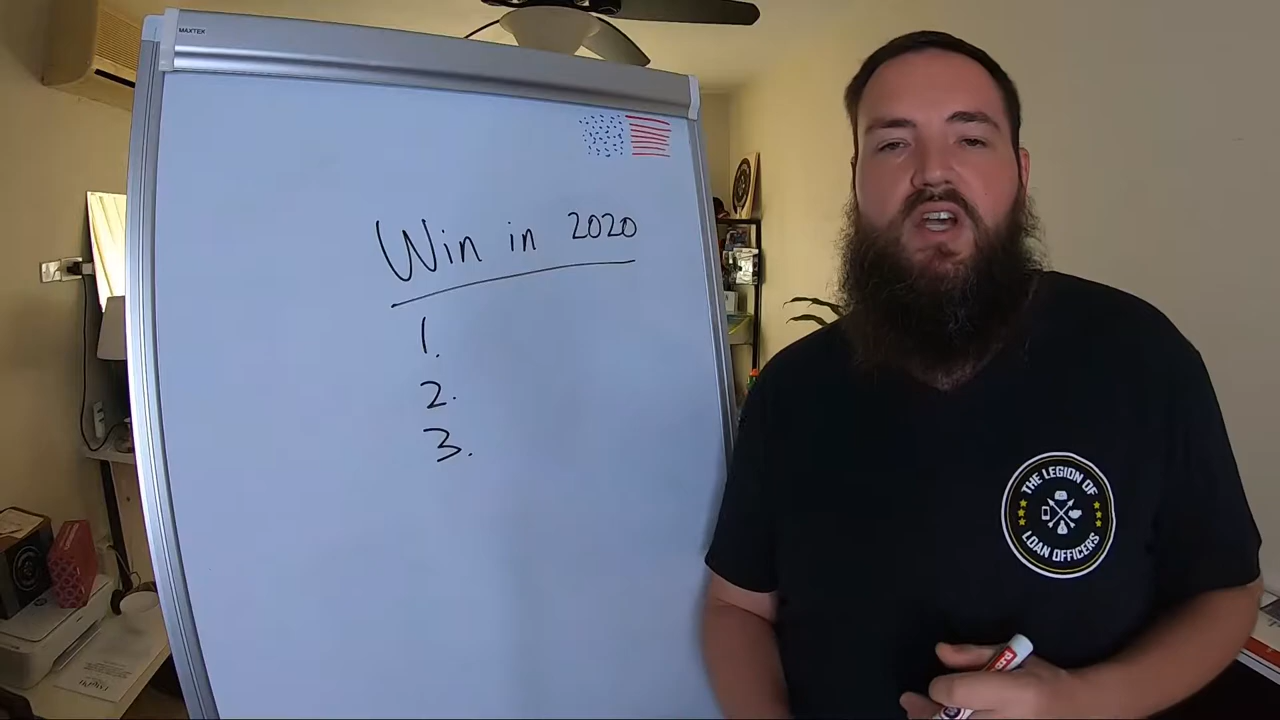 MAXTEK
Win in 2020
1.
2.
3.
THE LEGION OF
LOAN OFFICERS